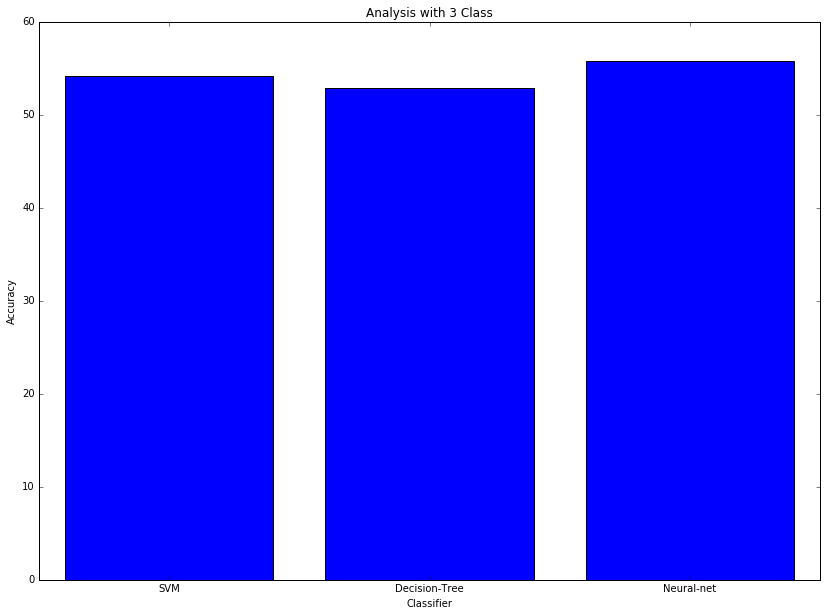 Analysis with 3 Class
60
50
40
30
20
10
0
Accuracy
SVM Decision-Tree Neural-net
Classifier